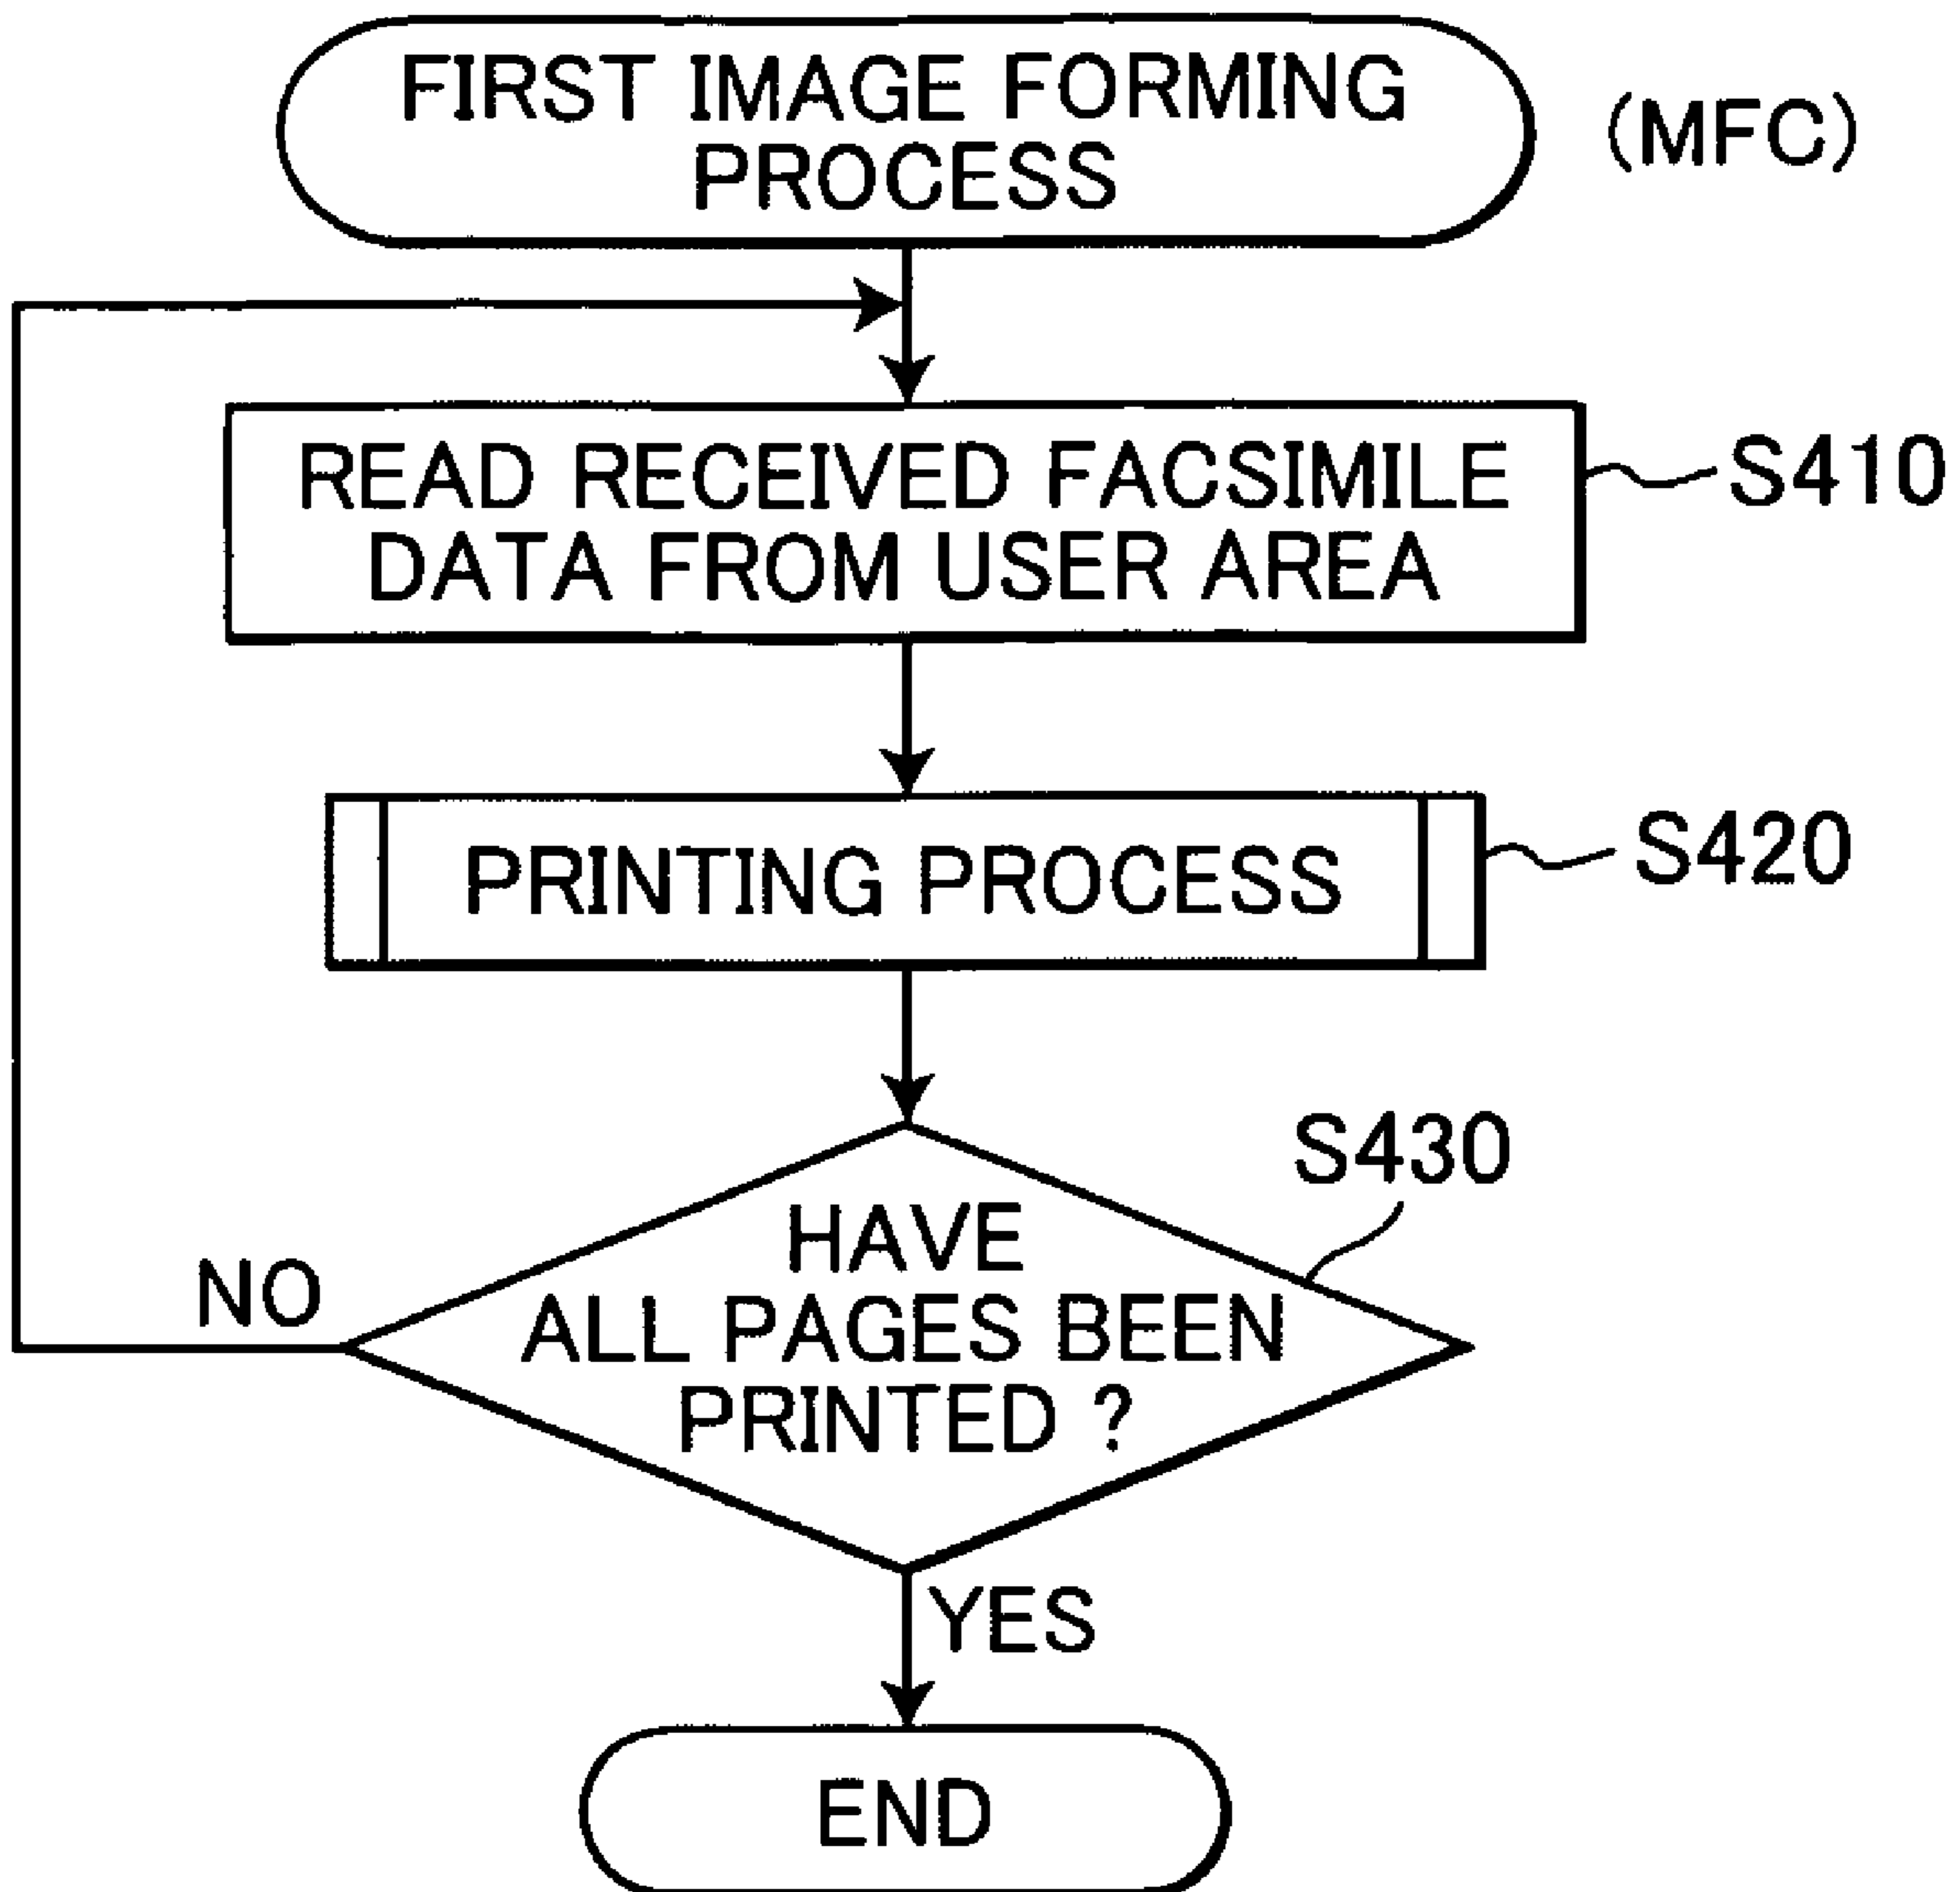 FIRST IMAGE FORMING
PROCESS
(MFC)
READ RECEIVED FACSIMILE
DATA FROM USER AREA
S410
PRINTING PROCESS
S420
S430
HAVE
ALL PAGES BEEN
PRINTED ?
NO
YES
END